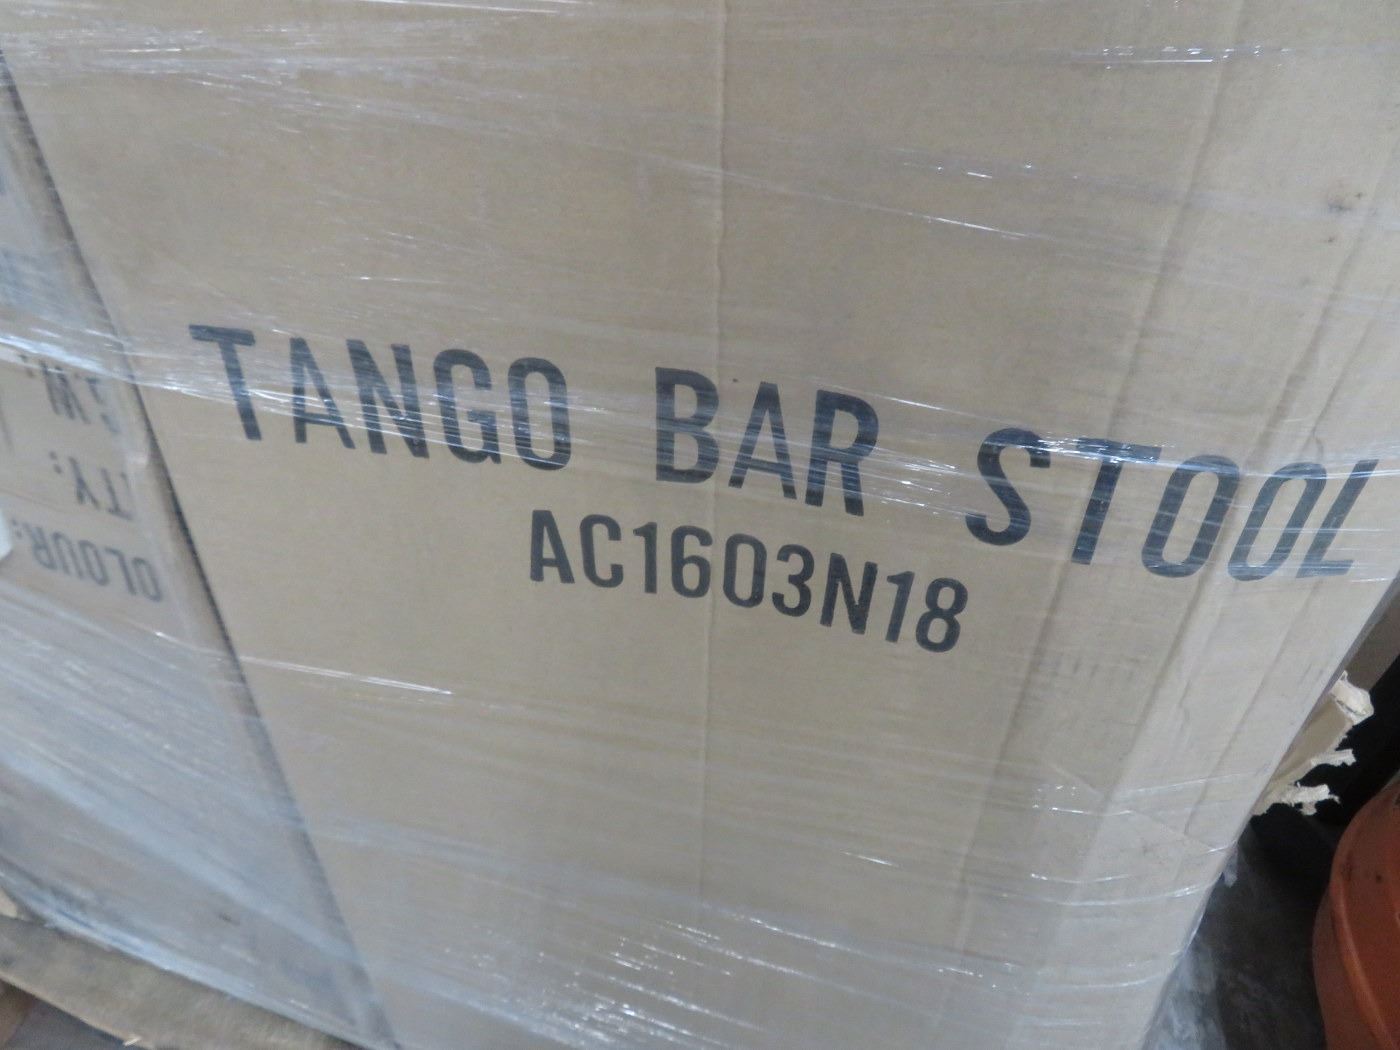 TANGO BAR STOOL
AC1603N18